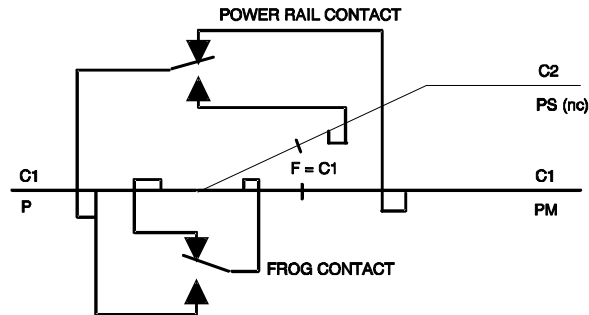 POWER RAIL CONTACT
C2
PS (nc)
F = C1
C1
C1
P
PM
FROG CONTACT